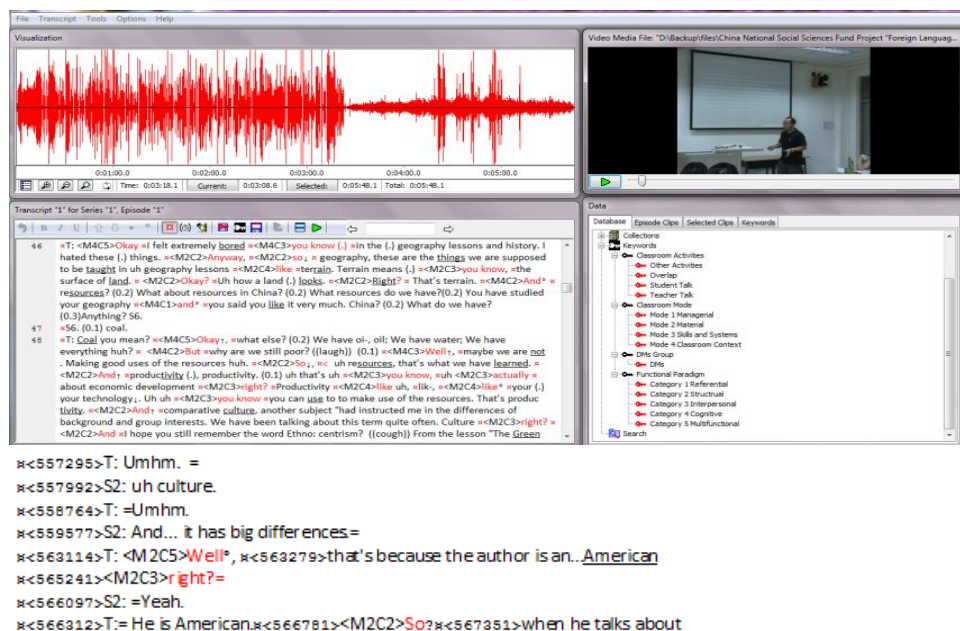 File Transcript Tools Options Help
Visualization
0:01:00.0 0:02:00.0 0:03:00.0 0:04:00.0 0:05:00.0
Time: 0:03:18.1 Current: 0:03:08.6 Selected: 0:05:48.1 Total: 0:05:48.1
Video Media File: "D:\Backup\files\China National Social Sciences Fund Project "Foreign Languag...
Transcript "1" for Series "1", Episode "1"
46 ¤T: <M4C5>Okay ¤I felt extremely bored ¤<M4C3>you know (.) ¤in the (.) geography lessons and history. I
hated these (.) things. ¤<M2C2>Anyway, ¤<M2C2>so↓ ¤ geography, these are the things we are supposed
to be taught in uh geography lessons ¤<M2C4>like ¤terrain. Terrain means (.) ¤<M2C3>you know, ¤the
surface of land. ¤ <M2C2>Okay? ¤Uh how a land (.) looks. ¤<M2C2>Right? ¤ That's terrain. ¤<M4C2>And° ¤
resources? (0.2) What about resources in China? (0.2) What resources do we have?(0.2) You have studied
your geography ¤<M4C1>and° ¤you said you like it very much. China? (0.2) What do we have?
(0.3)Anything? S6.
47 ¤S6. (0.1) coal.
48 ¤T: Coal you mean? ¤<M4C5>Okay↑, ¤what else? (0.2) We have oi-, oil; We have water; We have
everything huh? ¤ <M4C2>But ¤why are we still poor? ((laugh)) (0.1) ¤<M4C3>Well↑, ¤maybe we are not
. Making good uses of the resources huh. ¤<M2C2>So↓, ¤< uh resources, that's what we have learned. ¤
<M2C2>And↑ ¤productivity (.), productivity. (0.1) uh that's uh ¤<M2C3>you know, ¤uh <M2C3>actually ¤
about economic development ¤<M2C3>right? ¤Productivity ¤<M2C4>like uh, ¤lik-, ¤<M2C4>like° ¤your (.)
your technology↓. Uh uh ¤<M2C3>you know ¤you can use to to make use of the resources. That's produc
tivity. ¤<M2C2>And↑ ¤comparative culture, another subject "had instructed me in the differences of
background and group interests. We have been talking about this term quite often. Culture ¤<M2C3>right? ¤
<M2C2>And ¤I hope you still remember the word Ethno: centrism? ((cough)) From the lesson "The Green
Data
Database Episode Clips Selected Clips Keywords
Collections
Keywords
Classroom Activities
Other Activities
Overlap
Student Talk
Teacher Talk
Classroom Mode
Mode 1 Managerial
Mode 2 Material
Mode 3 Skills and Systems
Mode 4 Classroom Context
DMs Group
DMs
Functional Paradigm
Category 1 Referential
Category 2 Structrual
Category 3 Interpersonal
Category 4 Cognitive
Category 5 Multifunctional
Search
¤<557295>T: Umhm. =
¤<557992>S2: uh culture.
¤<558764>T: =Umhm.
¤<559577>S2: And... it has big differences=
¤<563114>T: <M2C5>Well°, ¤<563279>that's because the author is an...American
¤<565241><M2C3>right?=
¤<566097>S2: =Yeah.
¤<566312>T:= He is American.¤<566781><M2C2>So?¤<567351>when he talks about